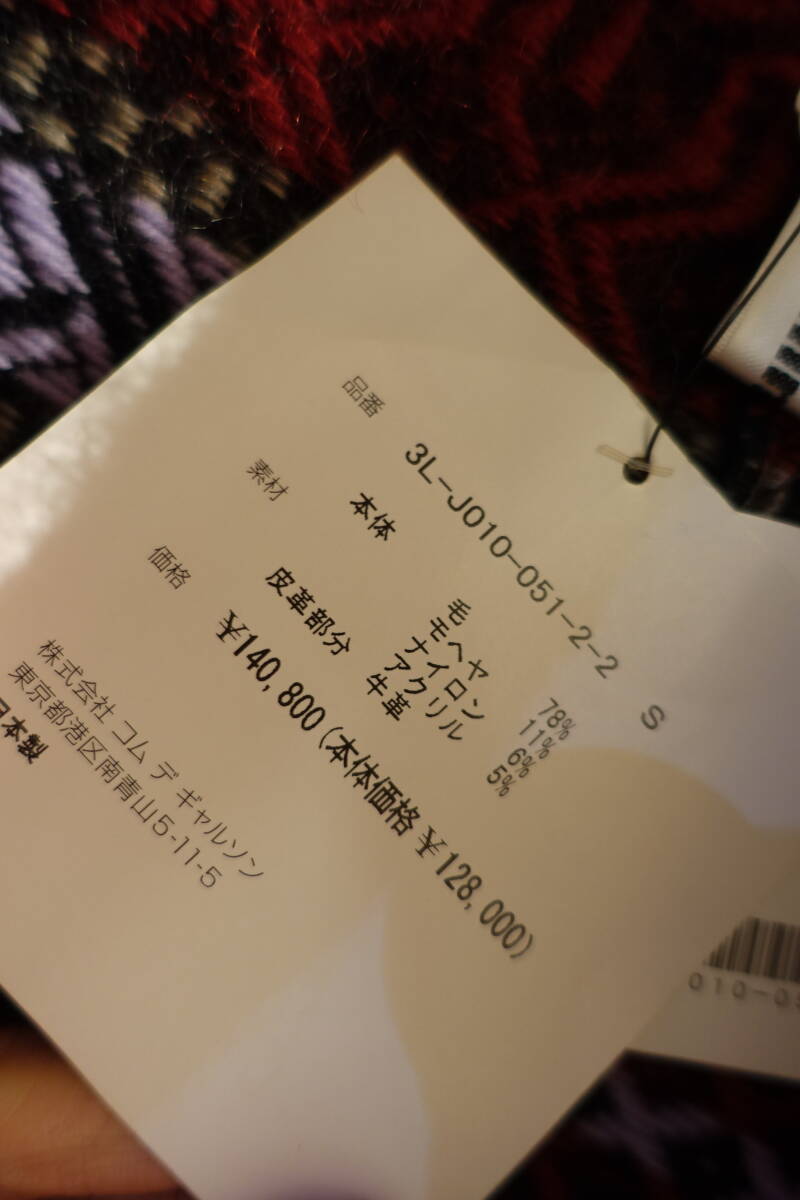 品番 3L-J010-051-2-2 S
素材 本体 毛 78%
モヘヤ 11%
ナイロン 6%
アクリル 5%
皮革部分 牛革
価格 ¥140,800(本体価格 ¥128,000)
株式会社 コム デ ギャルソン
東京都港区南青山5-11-5
日本製
010-05